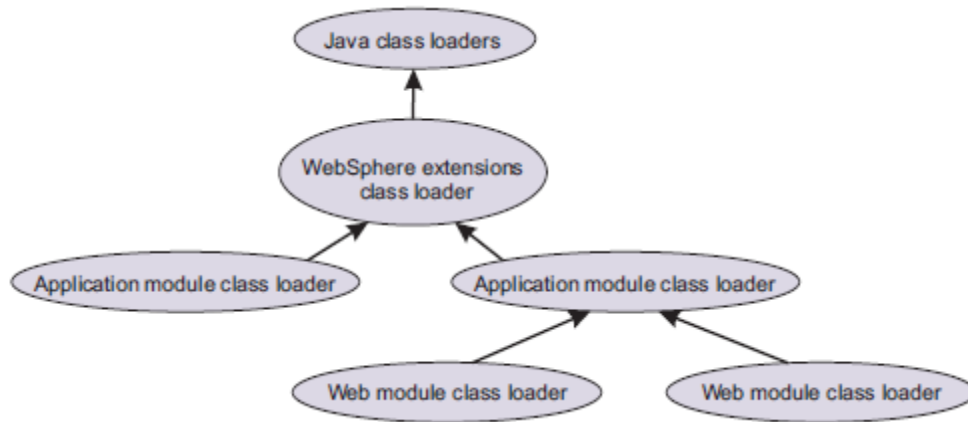 Java class loaders
WebSphere extensions
class loader
Application module class loader
Application module class loader
Web module class loader
Web module class loader